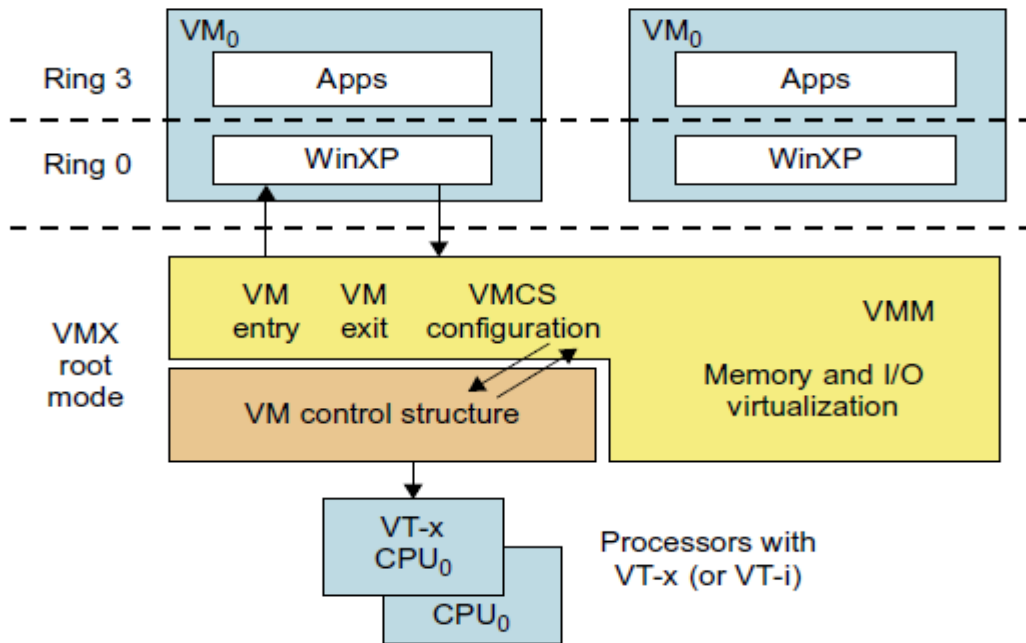 VM₀
VM₀
Ring 3
Apps
Apps
Ring 0
WinXP
WinXP
VMX
root
mode
VM
entry
VM
exit
VMCS
configuration
VMM
Memory and I/O
virtualization
VM control structure
VT-x
CPU₀
CPU₀
Processors with
VT-x (or VT-i)